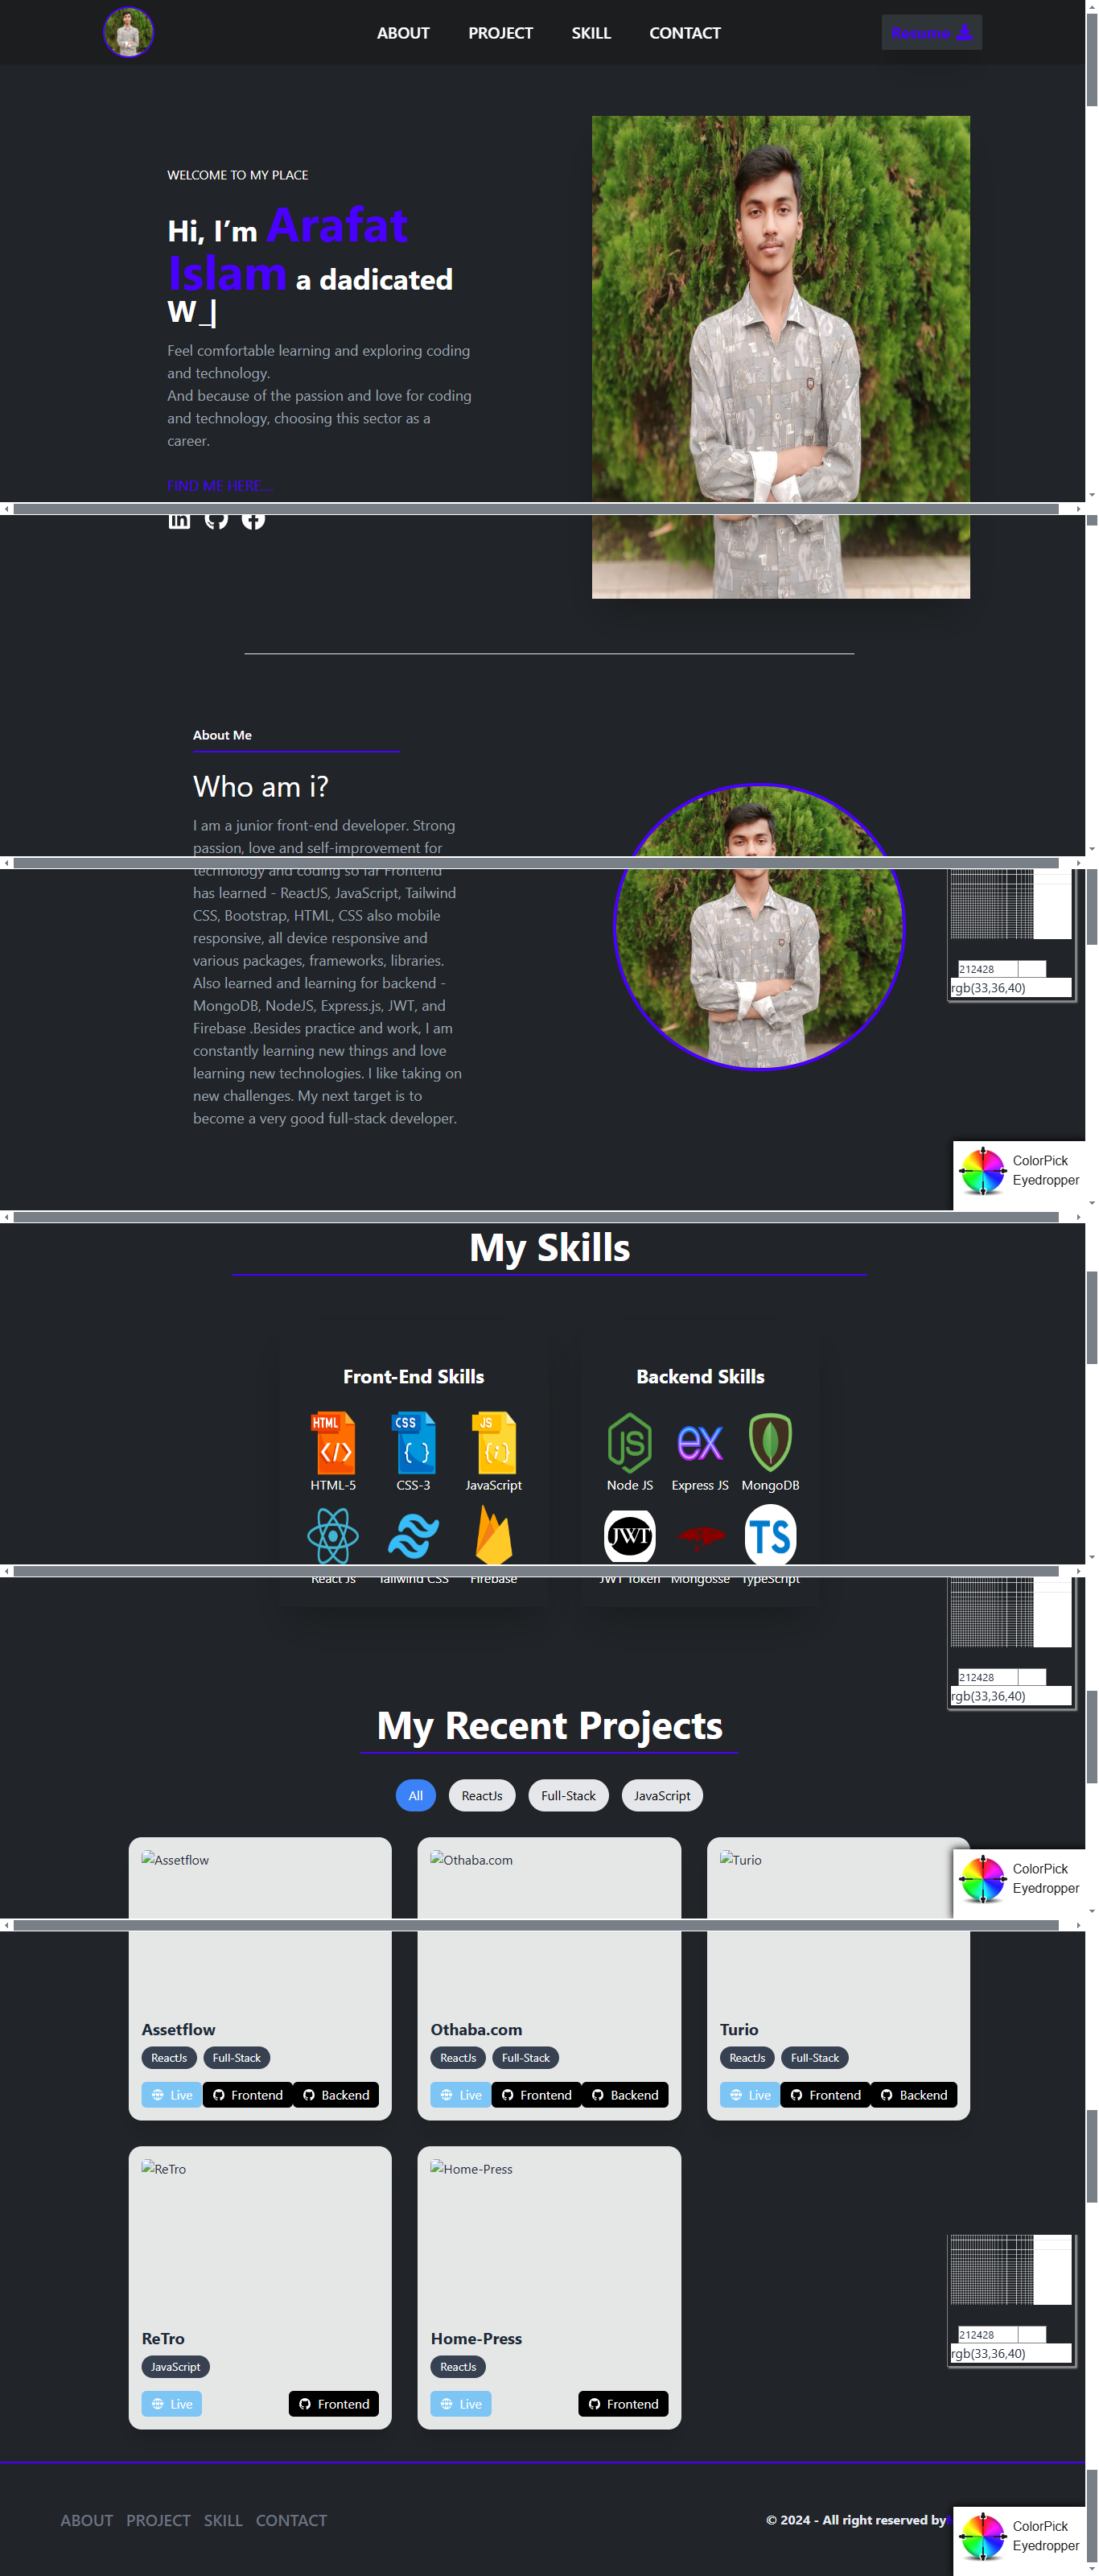 ABOUT PROJECT SKILL CONTACT Resume
WELCOME TO MY PLACE
Hi, I'm Arafat
Islam a dadicated
W_|
Feel comfortable learning and exploring coding
and technology.
And because of the passion and love for coding
and technology, choosing this sector as a
career.
FIND ME HERE...
About Me
Who am i?
I am a junior front-end developer. Strong
passion, love and self-improvement for
technology and coding so far Frontend
has learned - ReactJS, JavaScript, Tailwind
CSS, Bootstrap, HTML, CSS also mobile
responsive, all device responsive and
various packages, frameworks, libraries.
Also learned and learning for backend -
MongoDB, NodeJS, Express.js, JWT, and
Firebase .Besides practice and work, I am
constantly learning new things and love
learning new technologies. I like taking on
new challenges. My next target is to
become a very good full-stack developer.
212428
rgb(33,36,40)
ColorPick
Eyedropper
My Skills
Front-End Skills
HTML
CSS
JS
HTML-5 CSS-3 JavaScript
React Js Tailwind CSS Firebase
Backend Skills
JS
ex
Node JS Express JS MongoDB
JWT
TS
JWT Token Mongosse TypeScript
212428
rgb(33,36,40)
My Recent Projects
All ReactJs Full-Stack JavaScript
Assetflow Othaba.com Turio
ColorPick
Eyedropper
Assetflow
ReactJs Full-Stack
Live Frontend Backend
Othaba.com
ReactJs Full-Stack
Live Frontend Backend
Turio
ReactJs Full-Stack
Live Frontend Backend
ReTro
ReTro
JavaScript
Live Frontend
Home-Press
Home-Press
ReactJs
Live Frontend
212428
rgb(33,36,40)
ABOUT PROJECT SKILL CONTACT
© 2024 - All right reserved by
ColorPick
Eyedropper